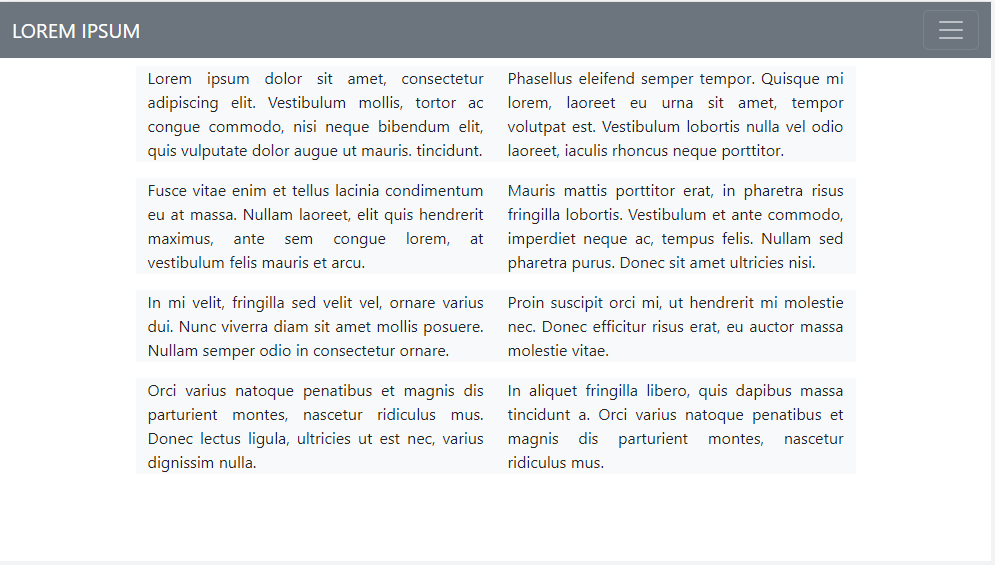 LOREM IPSUM
Lorem ipsum dolor sit amet, consectetur
adipiscing elit. Vestibulum mollis, tortor ac
congue commodo, nisi neque bibendum elit,
quis vulputate dolor augue ut mauris. tincidunt.
Phasellus eleifend semper tempor. Quisque mi
lorem, laoreet eu urna sit amet, tempor
volutpat est. Vestibulum lobortis nulla vel odio
laoreet, iaculis rhoncus neque porttitor.
Fusce vitae enim et tellus lacinia condimentum
eu at massa. Nullam laoreet, elit quis hendrerit
maximus, ante sem congue lorem, at
vestibulum felis mauris et arcu.
Mauris mattis porttitor erat, in pharetra risus
fringilla lobortis. Vestibulum et ante commodo,
imperdiet neque ac, tempus felis. Nullam sed
pharetra purus. Donec sit amet ultricies nisi.
In mi velit, fringilla sed velit vel, ornare varius
dui. Nunc viverra diam sit amet mollis posuere.
Nullam semper odio in consectetur ornare.
Proin suscipit orci mi, ut hendrerit mi molestie
nec. Donec efficitur risus erat, eu auctor massa
molestie vitae.
Orci varius natoque penatibus et magnis dis
parturient montes, nascetur ridiculus mus.
Donec lectus ligula, ultricies ut est nec, varius
dignissim nulla.
In aliquet fringilla libero, quis dapibus massa
tincidunt a. Orci varius natoque penatibus et
magnis dis parturient montes, nascetur
ridiculus mus.